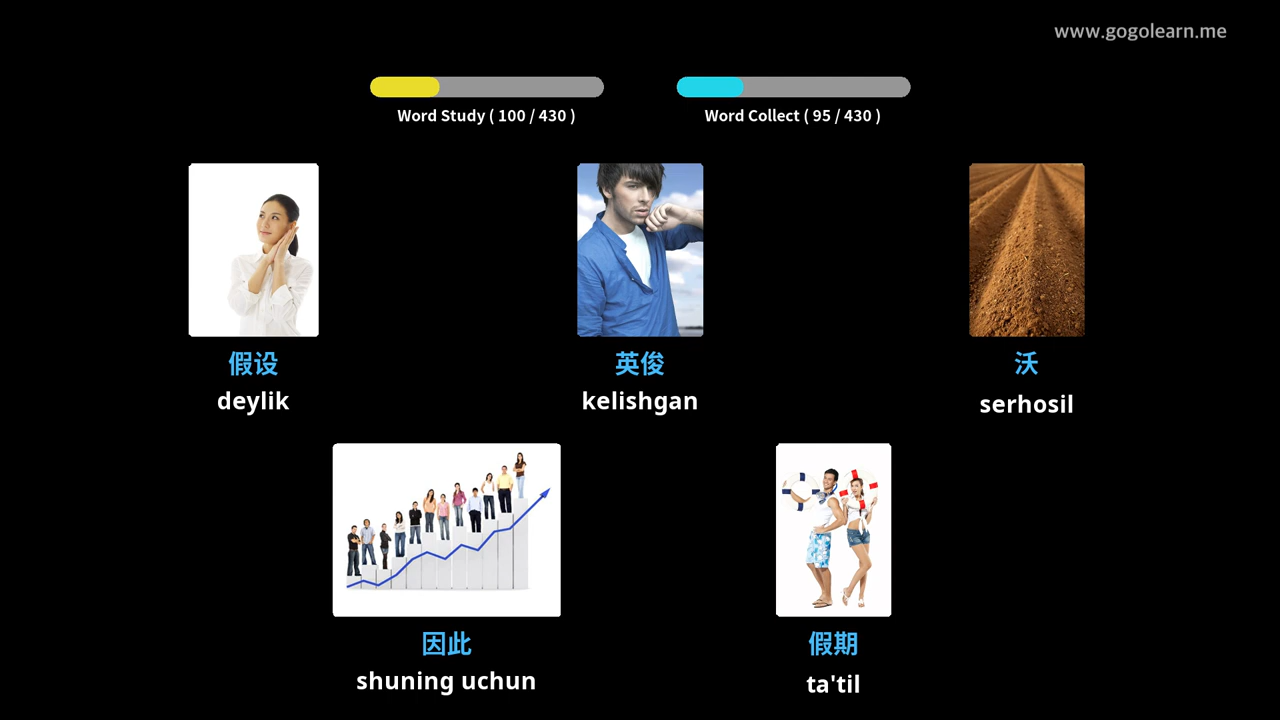 www.gogolearn.me
Word Study ( 100 / 430 )
Word Collect ( 95 / 430 )
假设
deylik
英俊
kelishgan
沃
serhosil
因此
shuning uchun
假期
ta'til